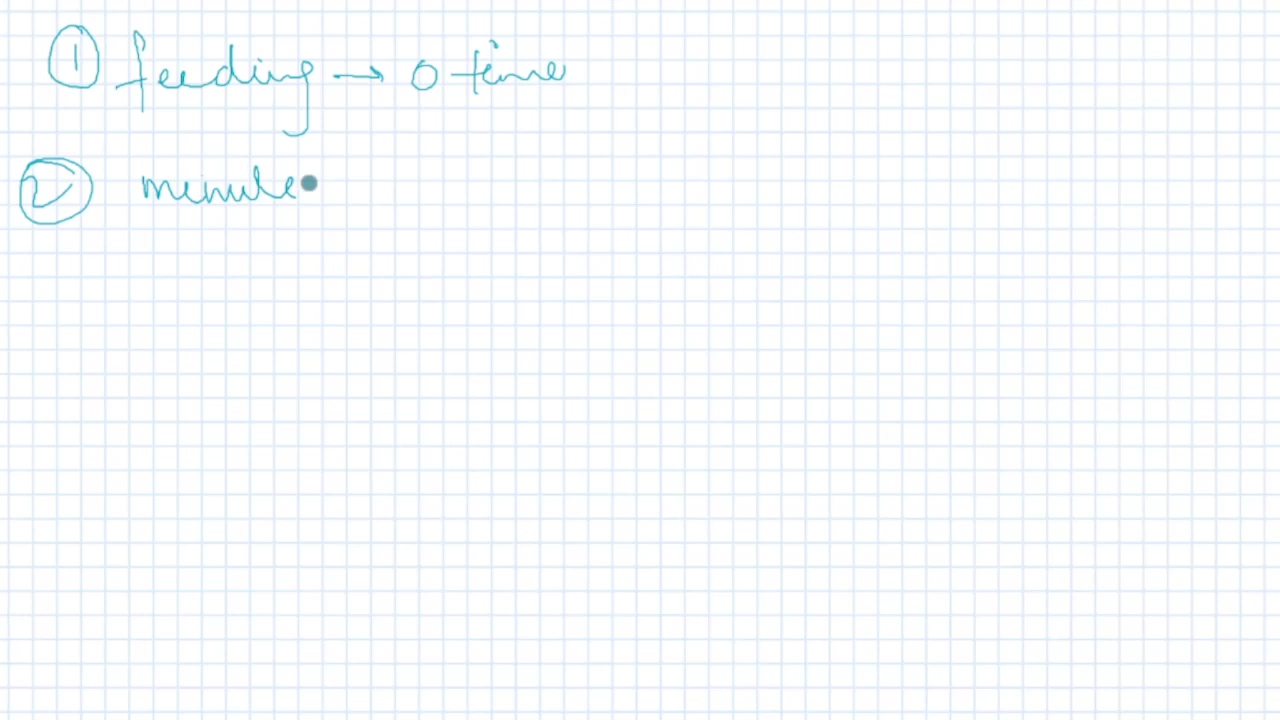 ① feeding → 0 time
② minute